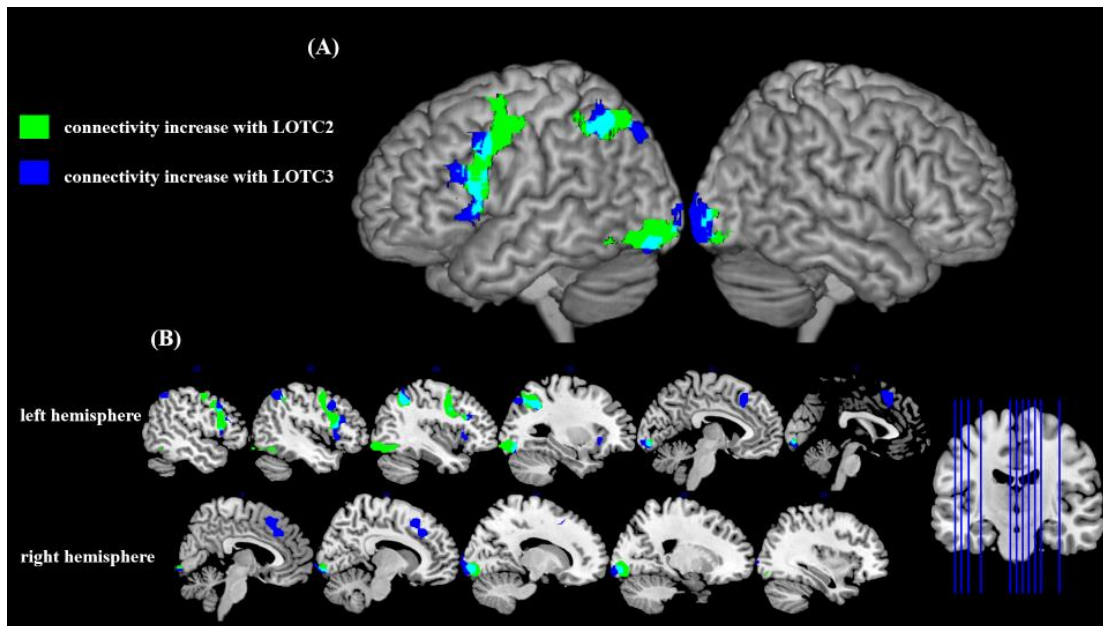 (A)
connectivity increase with LOTC2
connectivity increase with LOTC3
(B)
left hemisphere
right hemisphere